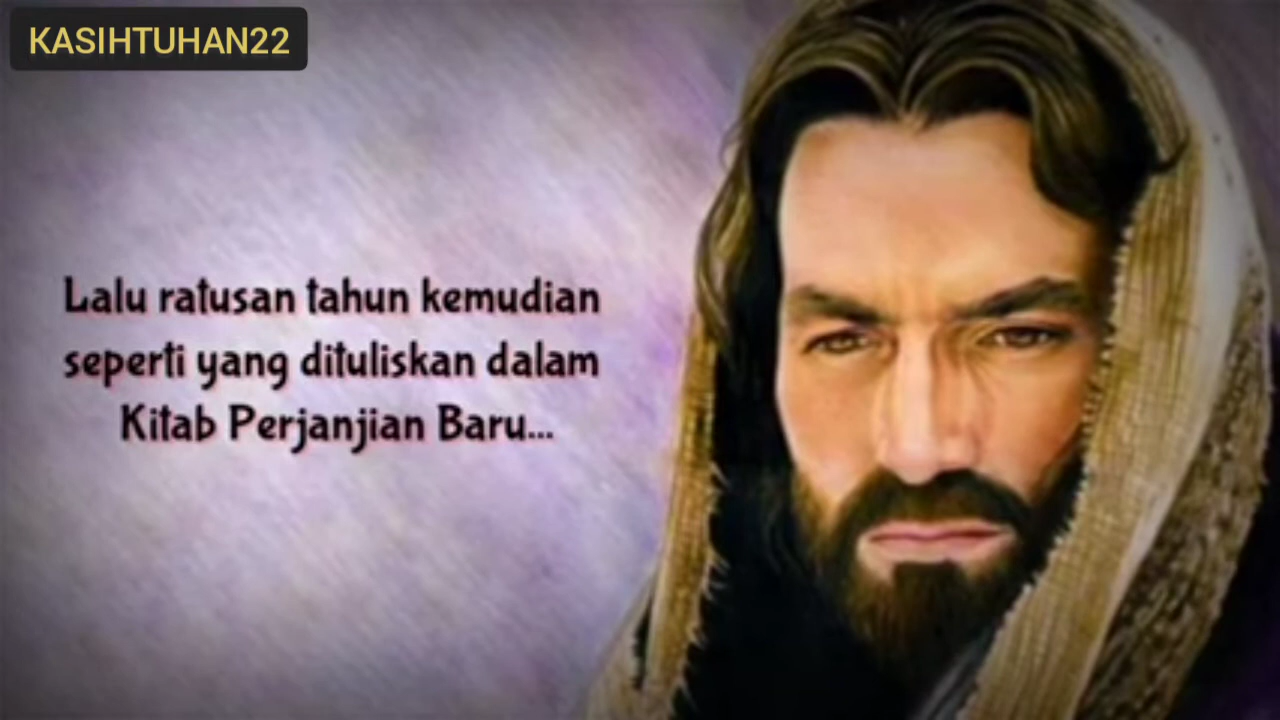 KASIHTUHAN22
Lalu ratusan tahun kemudian
seperti yang dituliskan dalam
Kitab Perjanjian Baru...